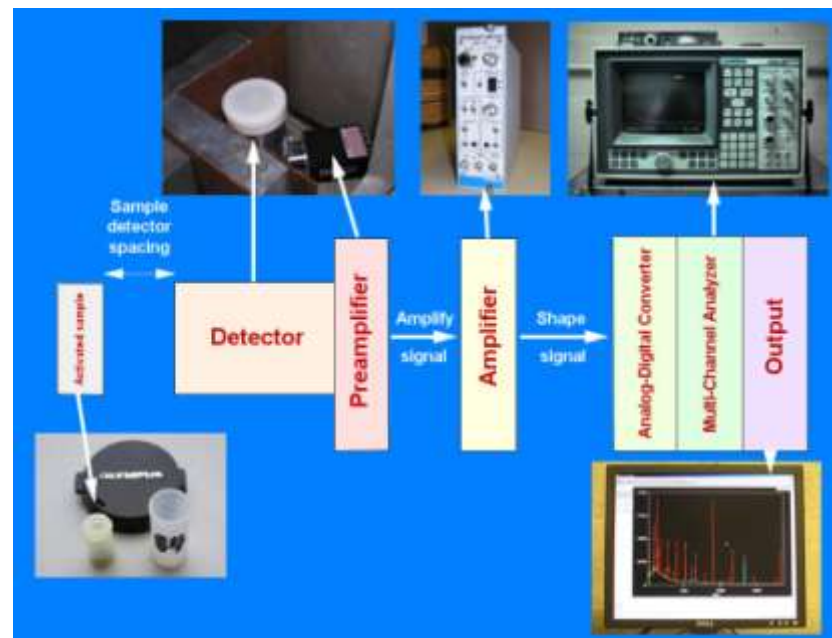 Sample
detector
spacing
Activated sample
Detector
Preamplifier
Amplify
signal
Amplifier
Shape
signal
Analog-Digital Converter
Multi-Channel Analyzer
Output
OLYMPUS
DELL